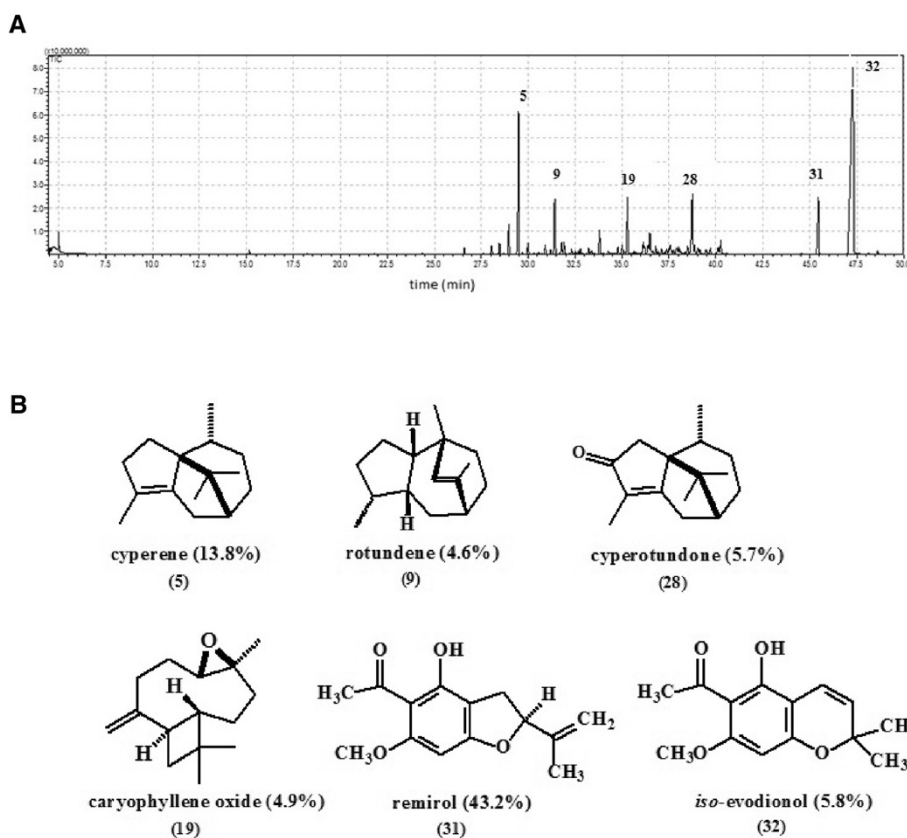 A
(x10,000,000)
TIC
8.0
7.0
6.0
5.0
4.0
3.0
2.0
1.0
5
9
19
28
31
32
5.0 7.5 10.0 12.5 15.0 17.5 20.0 22.5 25.0 27.5 30.0 32.5 35.0 37.5 40.0 42.5 45.0 47.5 50.0
time (min)
B
H
H
O
cyperene (13.8%)
(5)
rotundene (4.6%)
(9)
cyperotundone (5.7%)
(28)
O
H
H
O OH
H3C
H
CH2
OCH3
O
CH3
O OH
H3C
OCH3
O
CH3
CH
caryophyllene oxide (4.9%)
(19)
remirol (43.2%)
(31)
iso-evodionol (5.8%)
(32)